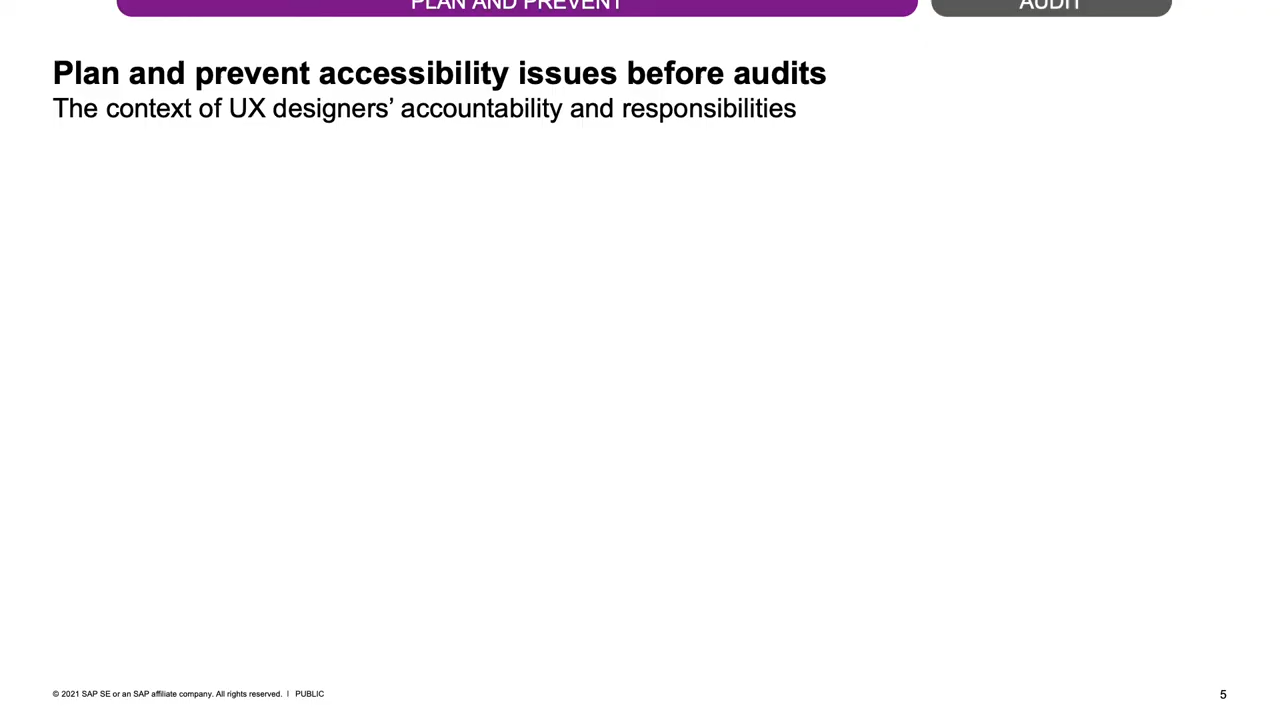 PLAN AND PREVENT
AUDIT
Plan and prevent accessibility issues before audits
The context of UX designers’ accountability and responsibilities
© 2021 SAP SE or an SAP affiliate company. All rights reserved. | PUBLIC
5